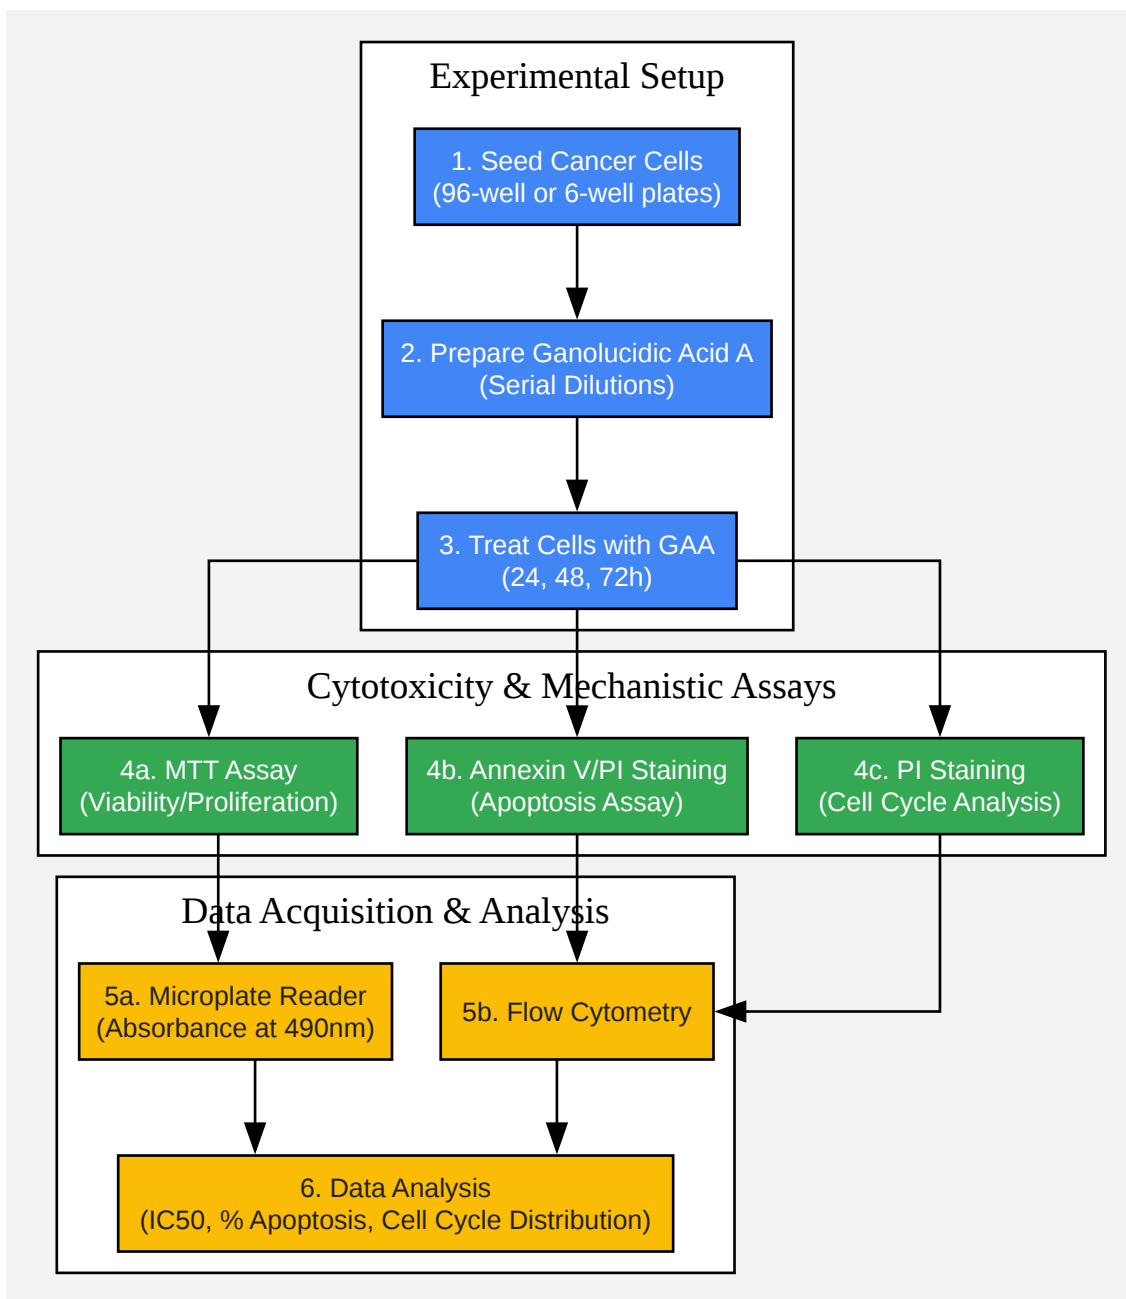 Experimental Setup
1. Seed Cancer Cells
(96-well or 6-well plates)
2. Prepare Ganolucidic Acid A
(Serial Dilutions)
3. Treat Cells with GAA
(24, 48, 72h)
Cytotoxicity & Mechanistic Assays
4a. MTT Assay
(Viability/Proliferation)
4b. Annexin V/PI Staining
(Apoptosis Assay)
4c. PI Staining
(Cell Cycle Analysis)
Data Acquisition & Analysis
5a. Microplate Reader
(Absorbance at 490nm)
5b. Flow Cytometry
6. Data Analysis
(IC50, % Apoptosis, Cell Cycle Distribution)